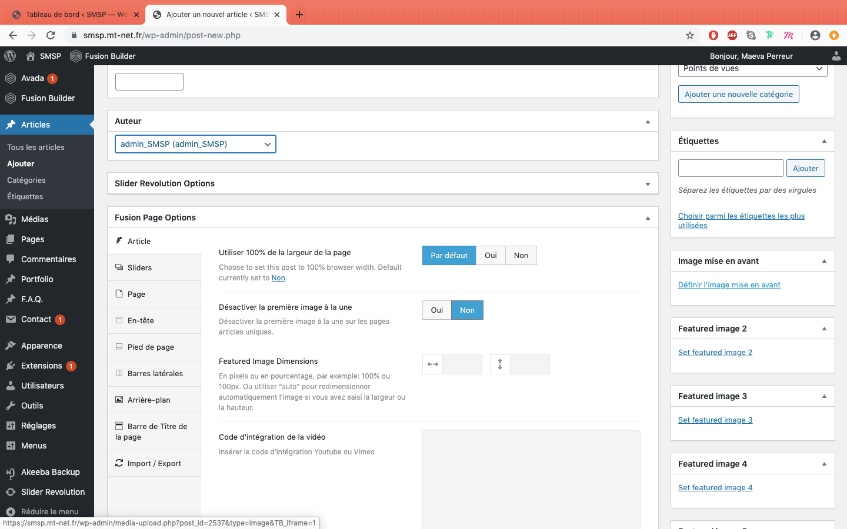 Tableau de bord ‹ SMSP — Wo
Ajouter un nouvel article ‹ SMS
smsp.mt-net.fr/wp-admin/post-new.php
ABP
SMSP
Fusion Builder
Bonjour, Maeva Perreur
Avada 1
Fusion Builder
Articles
Tous les articles
Ajouter
Catégories
Étiquettes
Médias
Pages
Commentaires
Portfolio
F.A.Q.
Contact 1
Apparence
Extensions 1
Utilisateurs
Outils
Réglages
Menus
Akeeba Backup
Slider Revolution
Réduire le menu
Auteur
admin_SMSP (admin_SMSP)
Slider Revolution Options
Fusion Page Options
Article
Sliders
Page
En-tête
Pied de page
Barres latérales
Arrière-plan
Barre de Titre de
la page
Import / Export
Utiliser 100% de la largeur de la page
Choose to set this post to 100% browser width. Default
currently set to Non.
Par défaut
Oui
Non
Désactiver la première image à la une
Désactiver la première image à la une sur les pages
articles uniques.
Oui
Non
Featured Image Dimensions
En pixels ou en pourcentage, par exemple: 100% ou
100px. Ou utiliser "auto" pour redimensionner
automatiquement l'image si vous avez saisi la largeur ou
la hauteur.
Code d'intégration de la vidéo
Insérer le code d'intégration Youtube ou Vimeo
Points de vues
Ajouter une nouvelle catégorie
Étiquettes
Ajouter
Séparez les étiquettes par des virgules
Choisir parmi les étiquettes les plus
utilisées
Image mise en avant
Définir l'image mise en avant
Featured image 2
Set featured image 2
Featured image 3
Set featured image 3
Featured image 4
Set featured image 4
https://smsp.mt-net.fr/wp-admin/media-upload.php?post_id=2537&type=image&TB_iframe=1